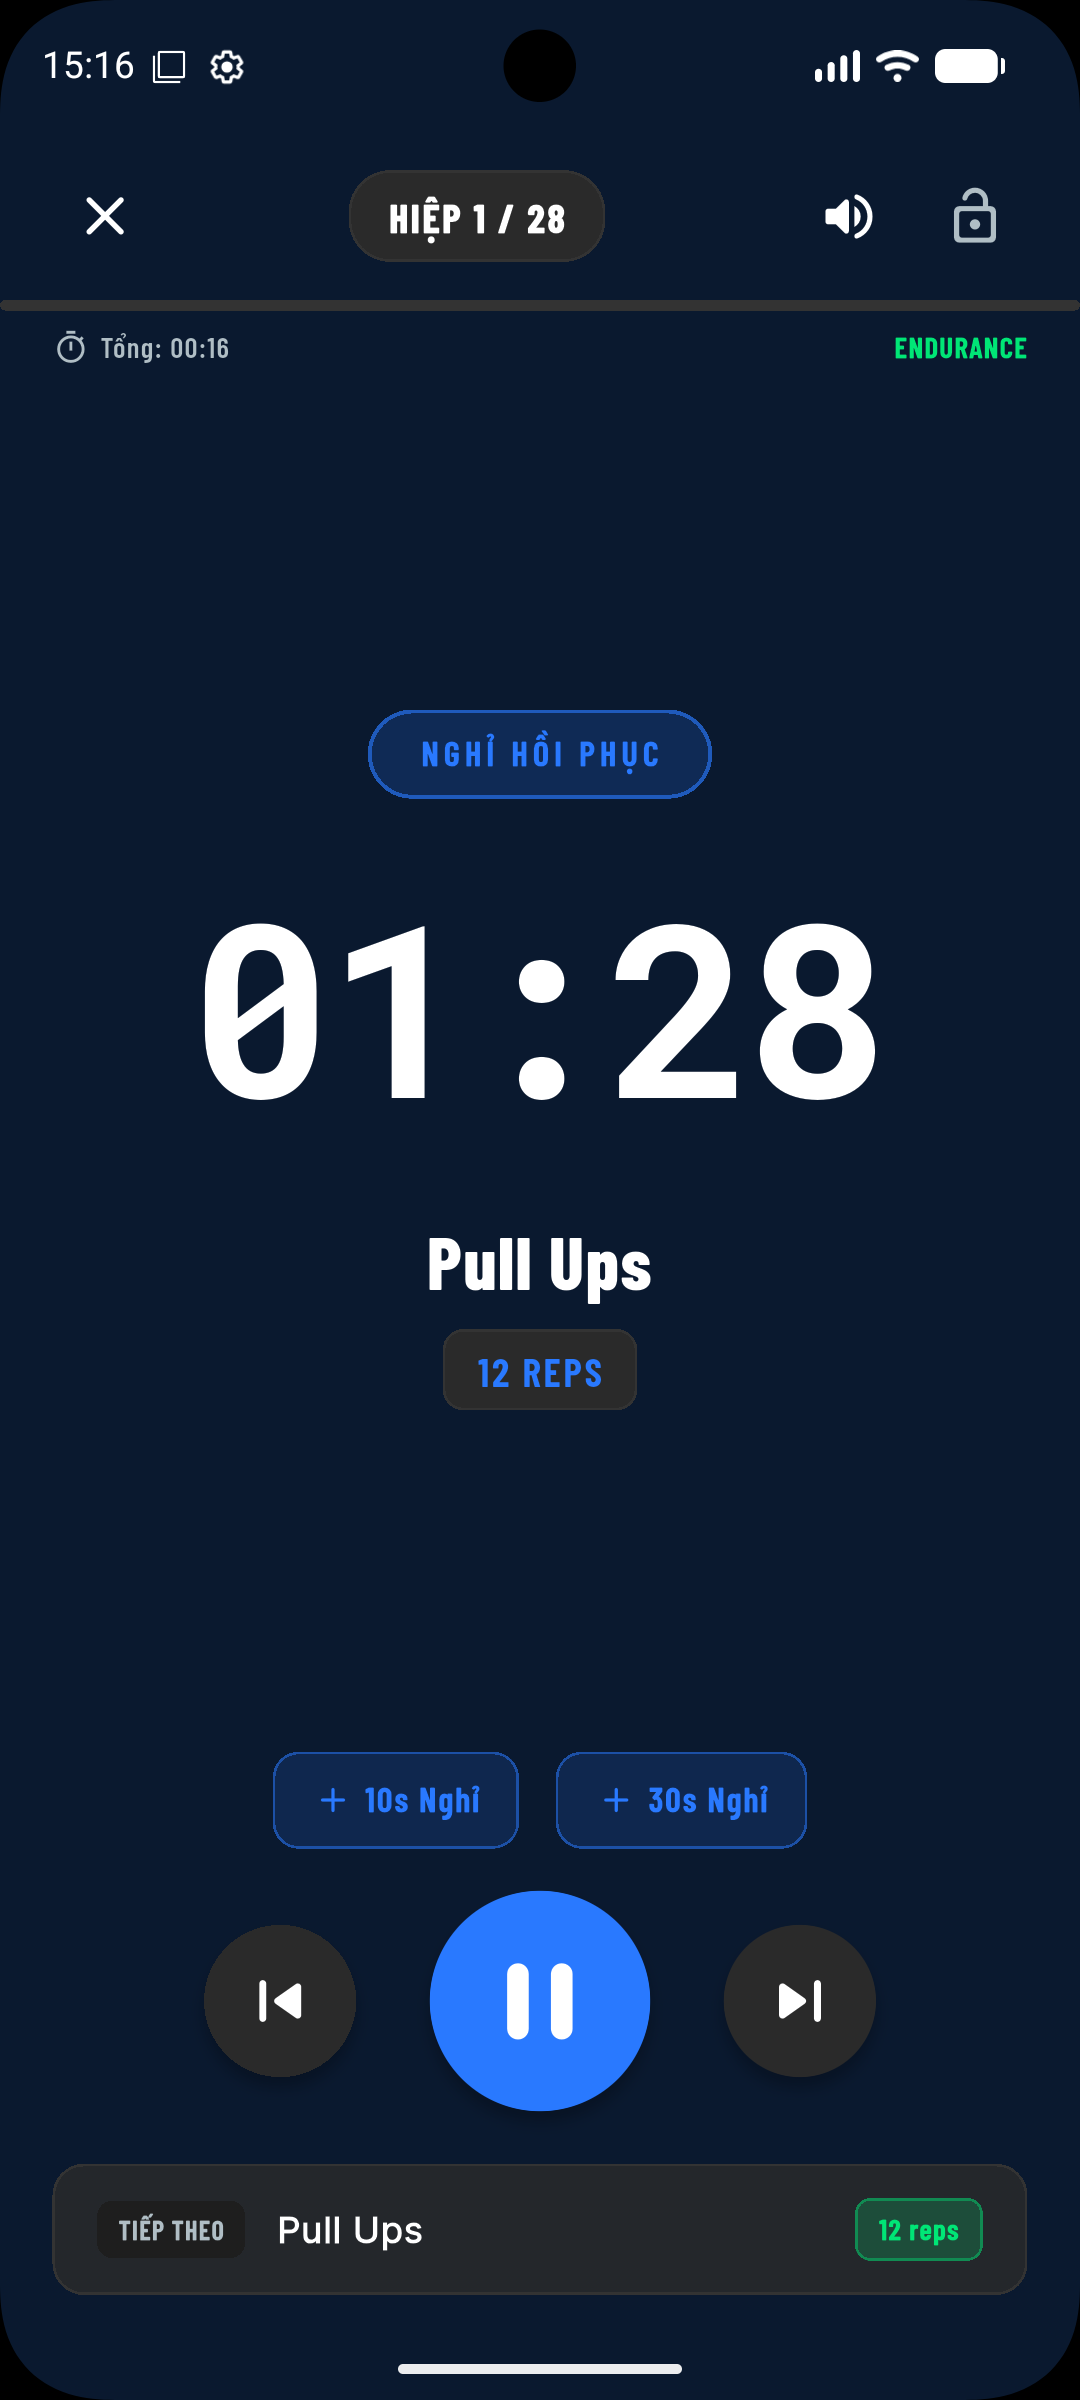 15:16
HIỆP 1 / 28
Tổng: 00:16
ENDURANCE
NGHỈ HỒI PHỤC
01:28
Pull Ups
12 REPS
+ 10s Nghỉ
+ 30s Nghỉ
TIẾP THEO
Pull Ups
12 reps